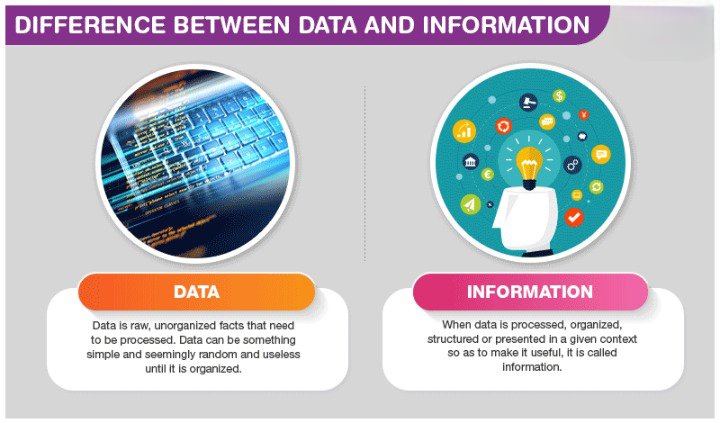 DIFFERENCE BETWEEN DATA AND INFORMATION
DATA
Data is raw, unorganized facts that need
to be processed. Data can be something
simple and seemingly random and useless
until it is organized.
INFORMATION
When data is processed, organized,
structured or presented in a given context
so as to make it useful, it is called
information.